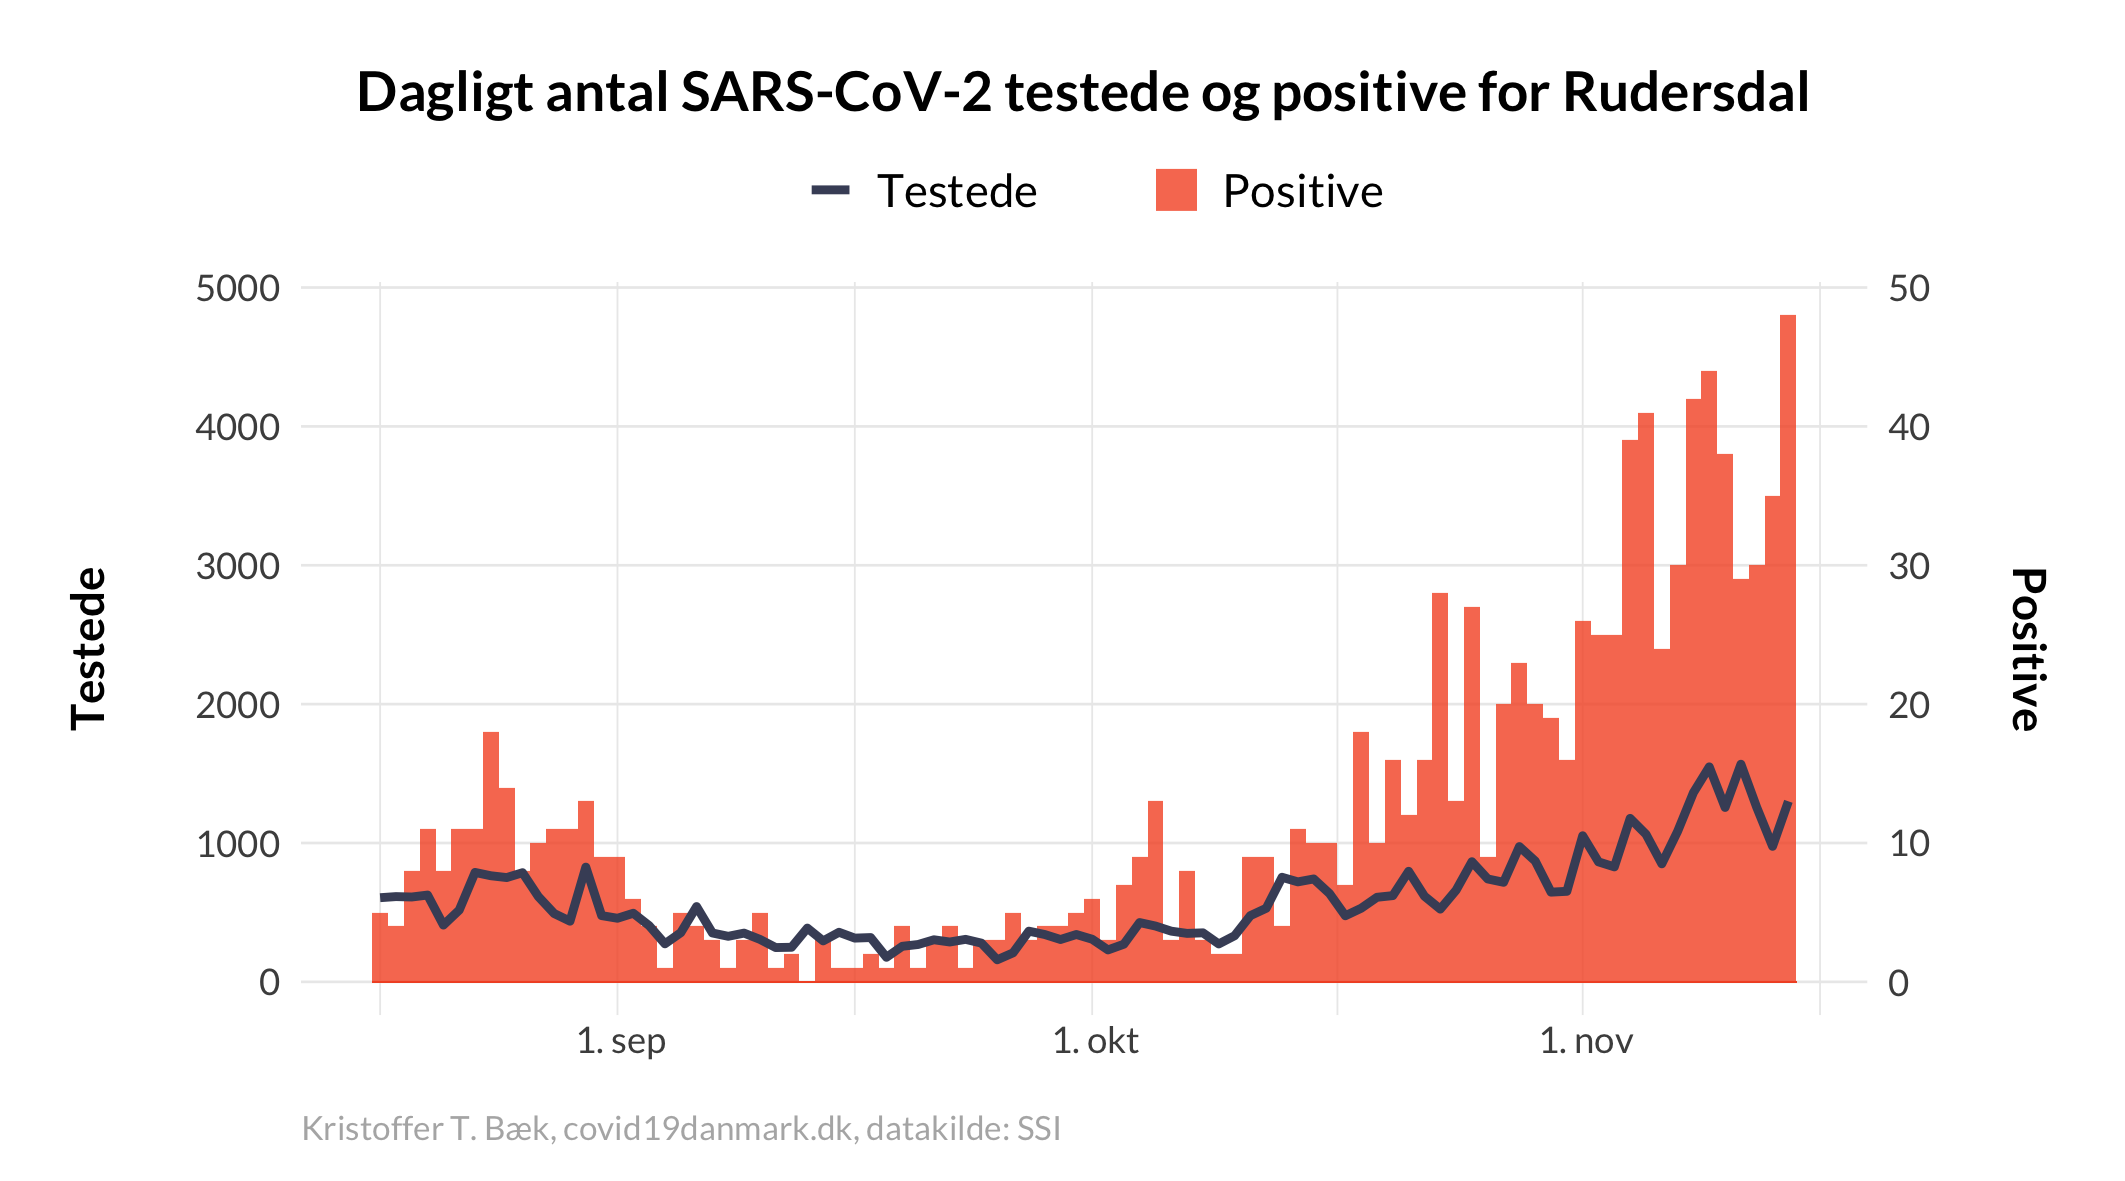 Dagligt antal SARS-CoV-2 testede og positive for Rudersdal
Testede Positive
5000 50
4000 40
3000 30
2000 20
1000 10
0 0
Testede
Positive
1. sep 1. okt 1. nov
Kristoffer T. Bæk, covid19danmark.dk, datakilde: SSI